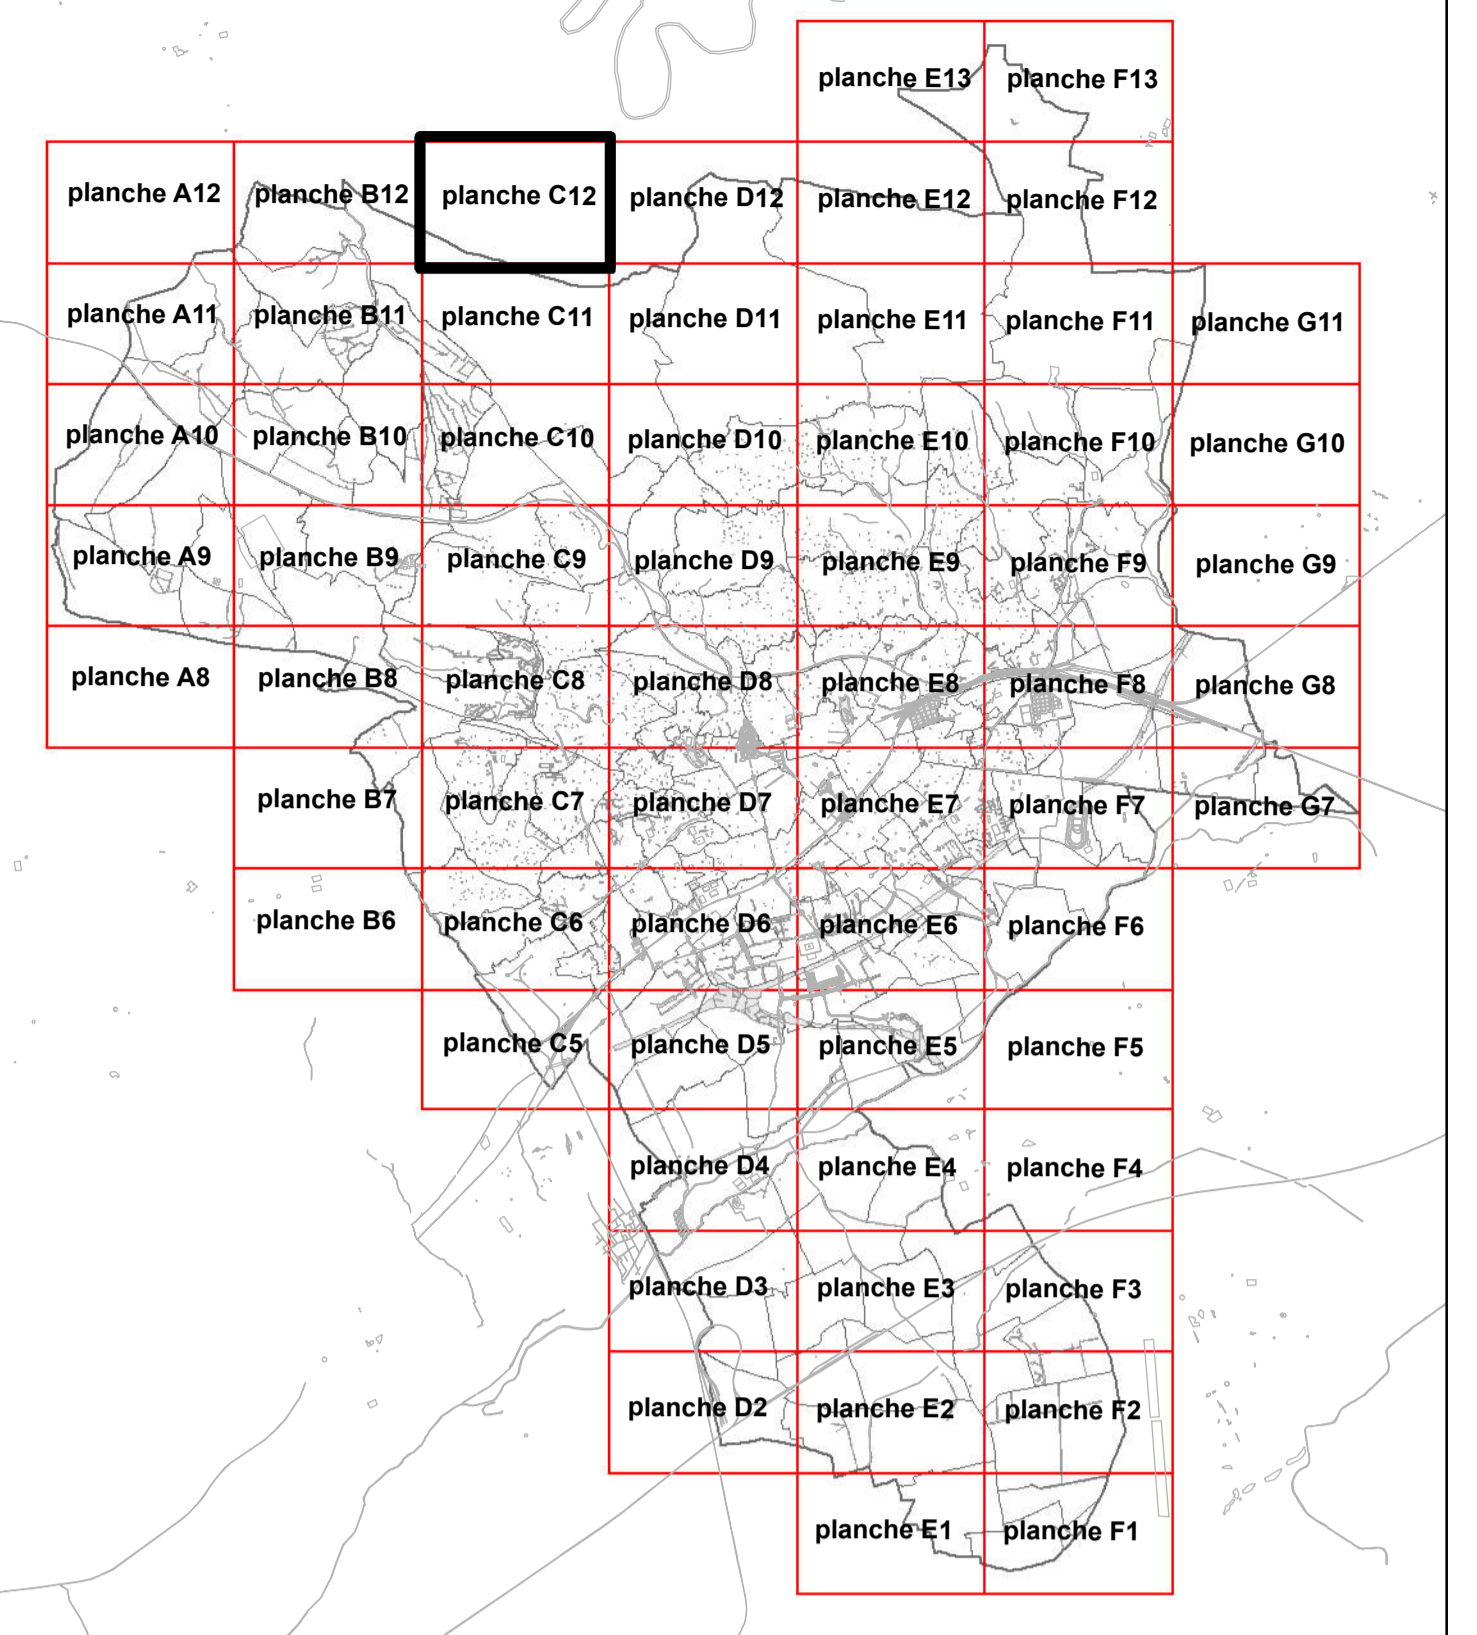 planche E13
planche F13
planche A12
planche B12
planche C12
planche D12
planche E12
planche F12
planche A11
planche B11
planche C11
planche D11
planche E11
planche F11
planche G11
planche A10
planche B10
planche C10
planche D10
planche E10
planche F10
planche G10
planche A9
planche B9
planche C9
planche D9
planche E9
planche F9
planche G9
planche A8
planche B8
planche C8
planche D8
planche E8
planche F8
planche G8
planche B7
planche C7
planche D7
planche E7
planche F7
planche G7
planche B6
planche C6
planche D6
planche E6
planche F6
planche C5
planche D5
planche E5
planche F5
planche D4
planche E4
planche F4
planche D3
planche E3
planche F3
planche D2
planche E2
planche F2
planche E1
planche F1